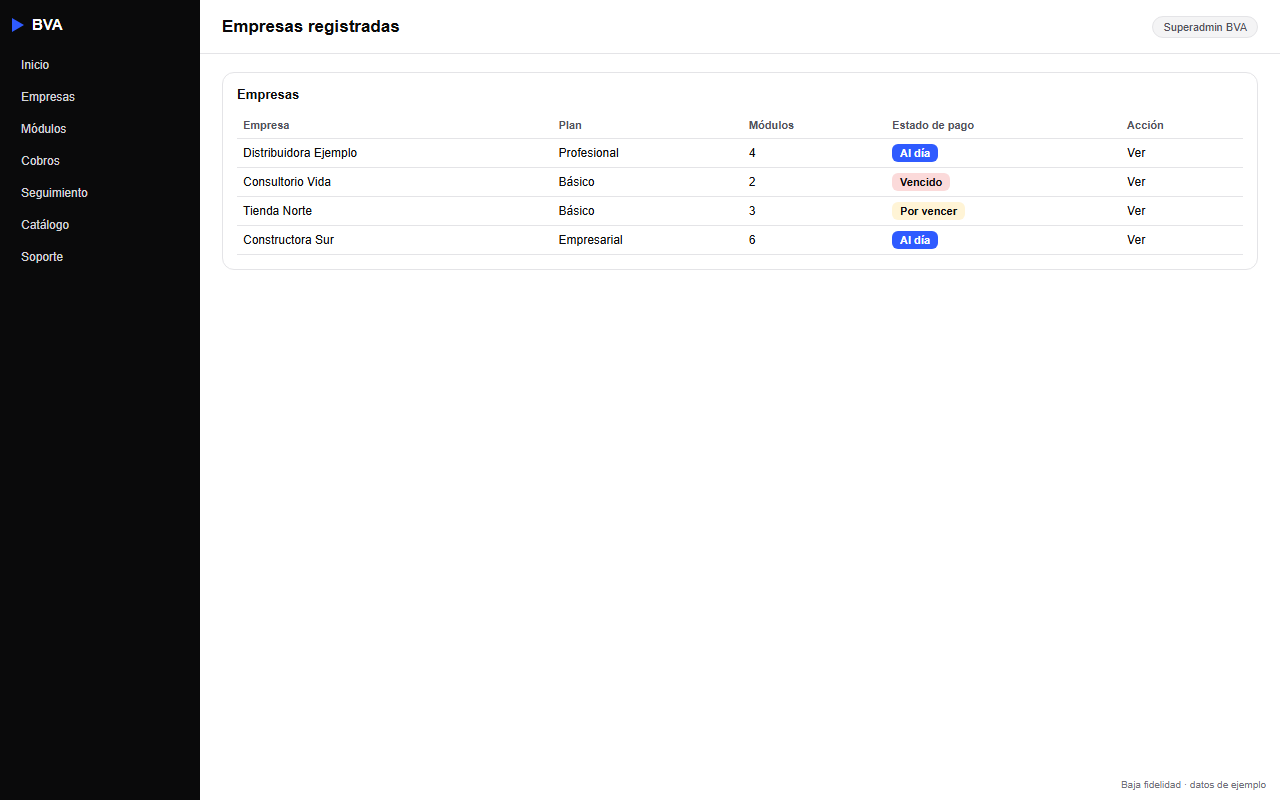 BVA
Inicio
Empresas
Módulos
Cobros
Seguimiento
Catálogo
Soporte
Empresas registradas
Superadmin BVA
Empresas
Empresa Plan Módulos Estado de pago Acción
Distribuidora Ejemplo Profesional 4 Al día Ver
Consultorio Vida Básico 2 Vencido Ver
Tienda Norte Básico 3 Por vencer Ver
Constructora Sur Empresarial 6 Al día Ver
Baja fidelidad · datos de ejemplo